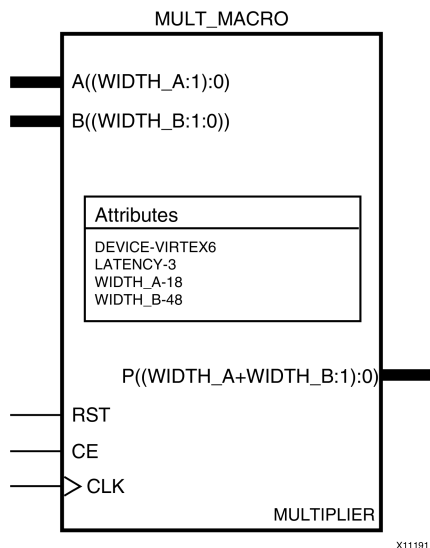 MULT_MACRO
A((WIDTH_A:1):0)
B((WIDTH_B:1:0))
Attributes
DEVICE-VIRTEX6
LATENCY-3
WIDTH_A-18
WIDTH_B-48
P((WIDTH_A+WIDTH_B:1):0)
RST
CE
CLK
MULTIPLIER
X11191